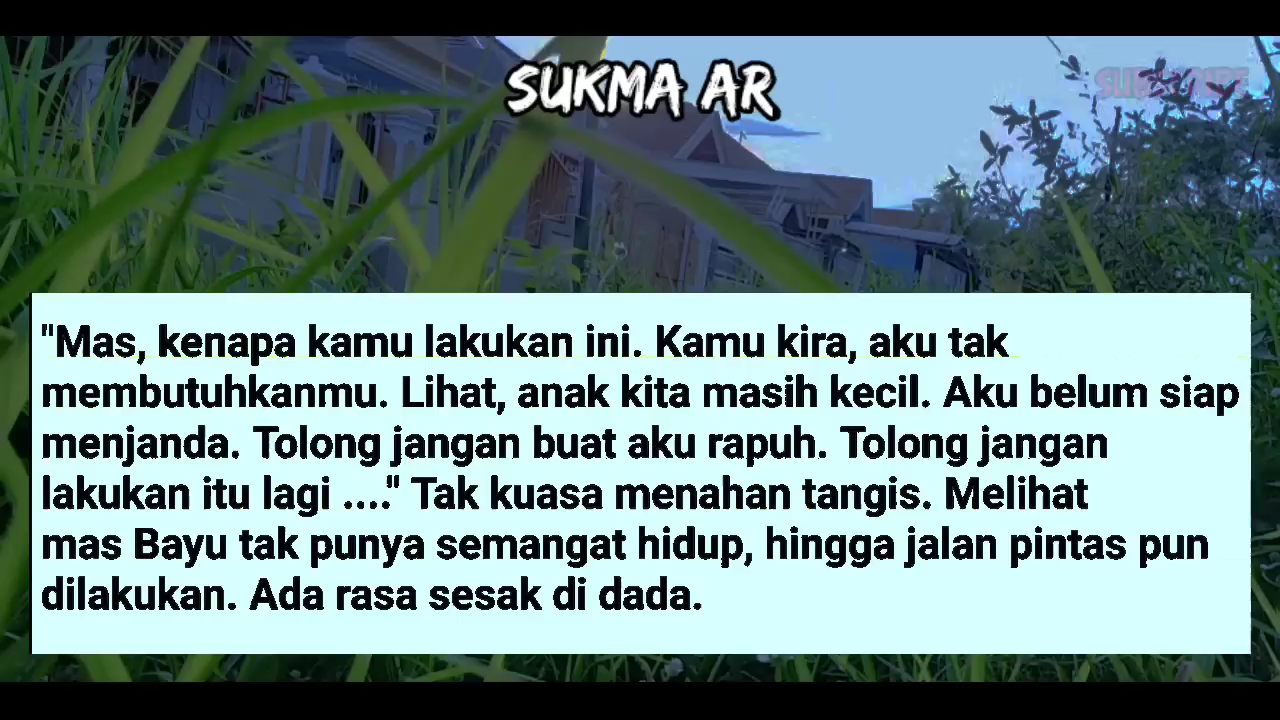 SUKMA AR
SUBSCRIBE
"Mas, kenapa kamu lakukan ini. Kamu kira, aku tak
membutuhkanmu. Lihat, anak kita masih kecil. Aku belum siap
menjanda. Tolong jangan buat aku rapuh. Tolong jangan
lakukan itu lagi ...." Tak kuasa menahan tangis. Melihat
mas Bayu tak punya semangat hidup, hingga jalan pintas pun
dilakukan. Ada rasa sesak di dada.